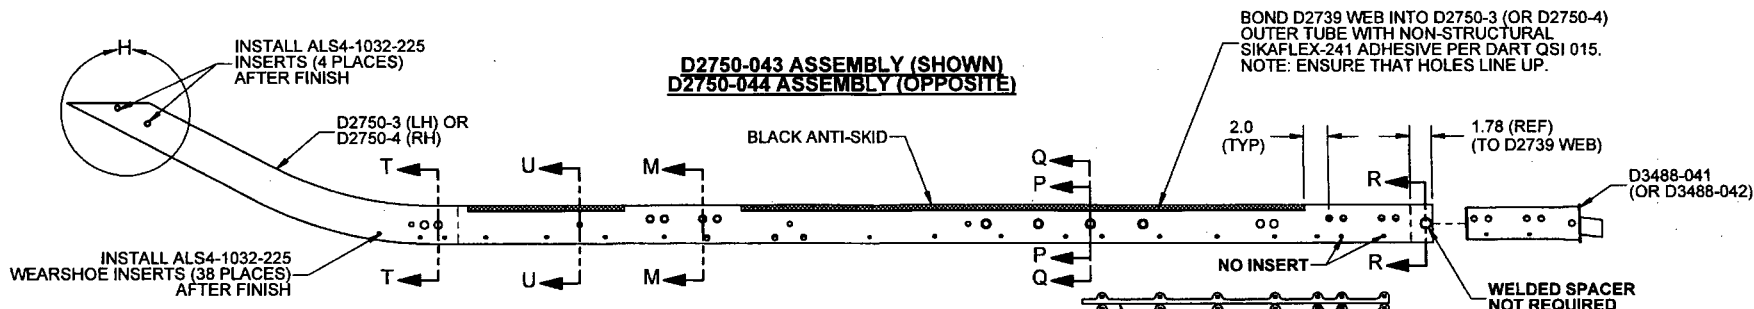 H
INSTALL ALS4-1032-225
INSERTS (4 PLACES)
AFTER FINISH
D2750-043 ASSEMBLY (SHOWN)
D2750-044 ASSEMBLY (OPPOSITE)
BOND D2739 WEB INTO D2750-3 (OR D2750-4)
OUTER TUBE WITH NON-STRUCTURAL
SIKAFLEX-241 ADHESIVE PER DART QSI 015.
NOTE: ENSURE THAT HOLES LINE UP.
D2750-3 (LH) OR
D2750-4 (RH)
BLACK ANTI-SKID
2.0
(TYP)
1.78 (REF)
(TO D2739 WEB)
D3488-041
(OR D3488-042)
T
U
M
Q
P
R
INSTALL ALS4-1032-225
WEARSHOE INSERTS (38 PLACES)
AFTER FINISH
T
U
M
P
Q
NO INSERT
R
WELDED SPACER
NOT REQUIRED